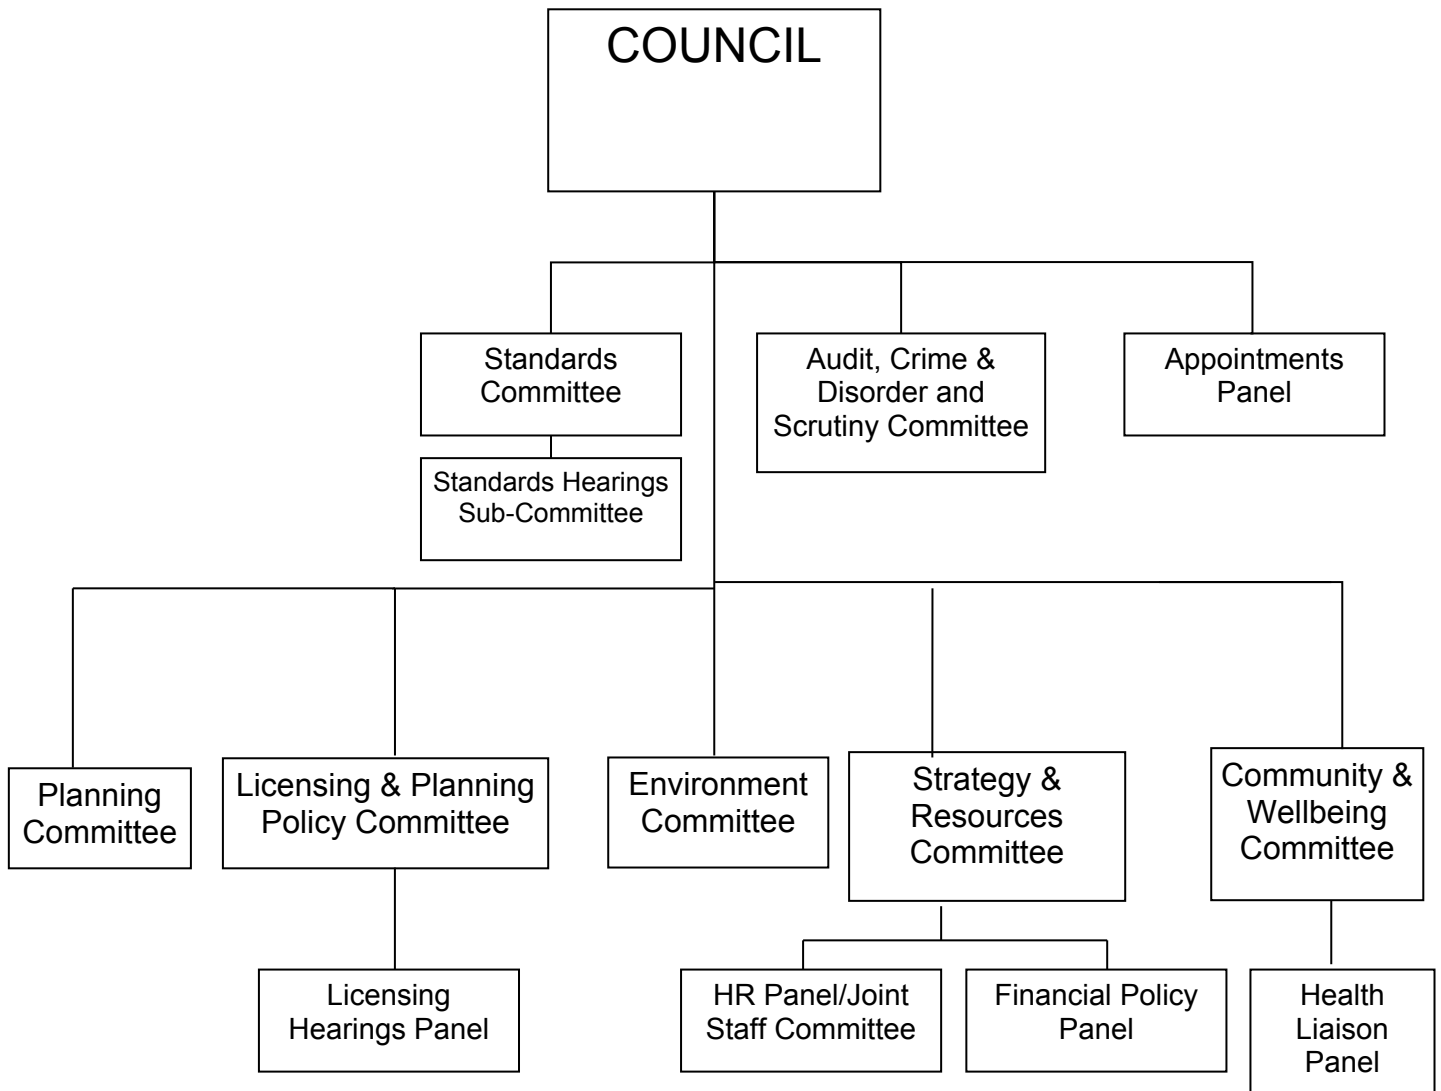 COUNCIL
Standards
Committee
Audit, Crime &
Disorder and
Scrutiny Committee
Appointments
Panel
Standards Hearings
Sub-Committee
Planning
Committee
Licensing & Planning
Policy Committee
Environment
Committee
Strategy &
Resources
Committee
Community &
Wellbeing
Committee
Licensing
Hearings Panel
HR Panel/Joint
Staff Committee
Financial Policy
Panel
Health
Liaison
Panel